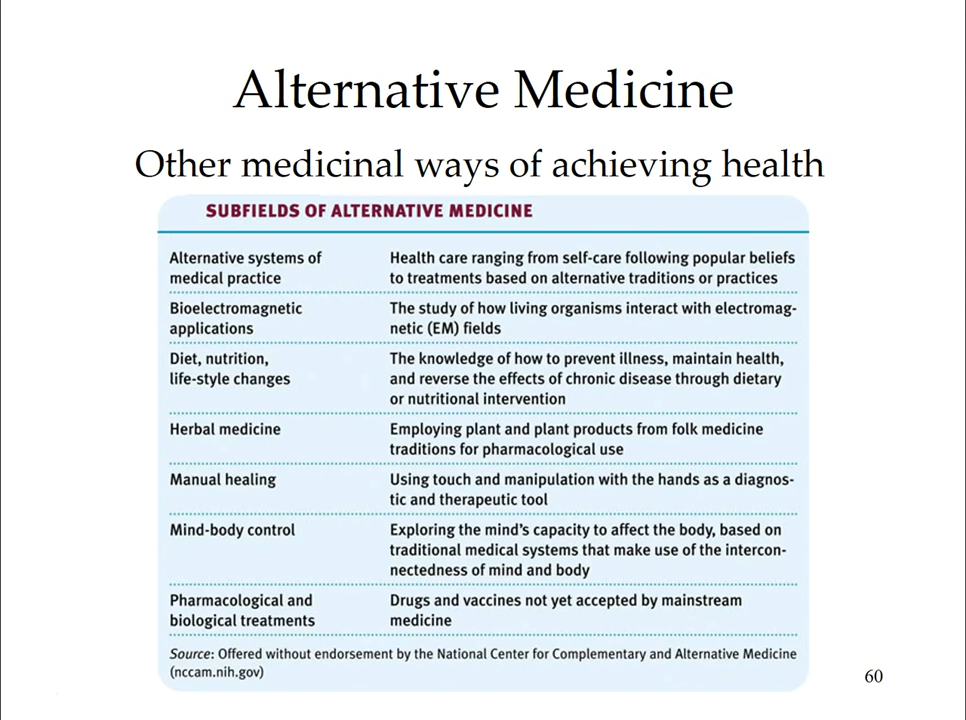 Alternative Medicine
Other medicinal ways of achieving health
SUBFIELDS OF ALTERNATIVE MEDICINE
Alternative systems of
medical practice
Health care ranging from self-care following popular beliefs
to treatments based on alternative traditions or practices
Bioelectromagnetic
applications
The study of how living organisms interact with electromag-
netic (EM) fields
Diet, nutrition,
life-style changes
The knowledge of how to prevent illness, maintain health,
and reverse the effects of chronic disease through dietary
or nutritional intervention
Herbal medicine
Employing plant and plant products from folk medicine
traditions for pharmacological use
Manual healing
Using touch and manipulation with the hands as a diagnos-
tic and therapeutic tool
Mind-body control
Exploring the mind's capacity to affect the body, based on
traditional medical systems that make use of the intercon-
nectedness of mind and body
Pharmacological and
biological treatments
Drugs and vaccines not yet accepted by mainstream
medicine
Source: Offered without endorsement by the National Center for Complementary and Alternative Medicine
(nccam.nih.gov)
60